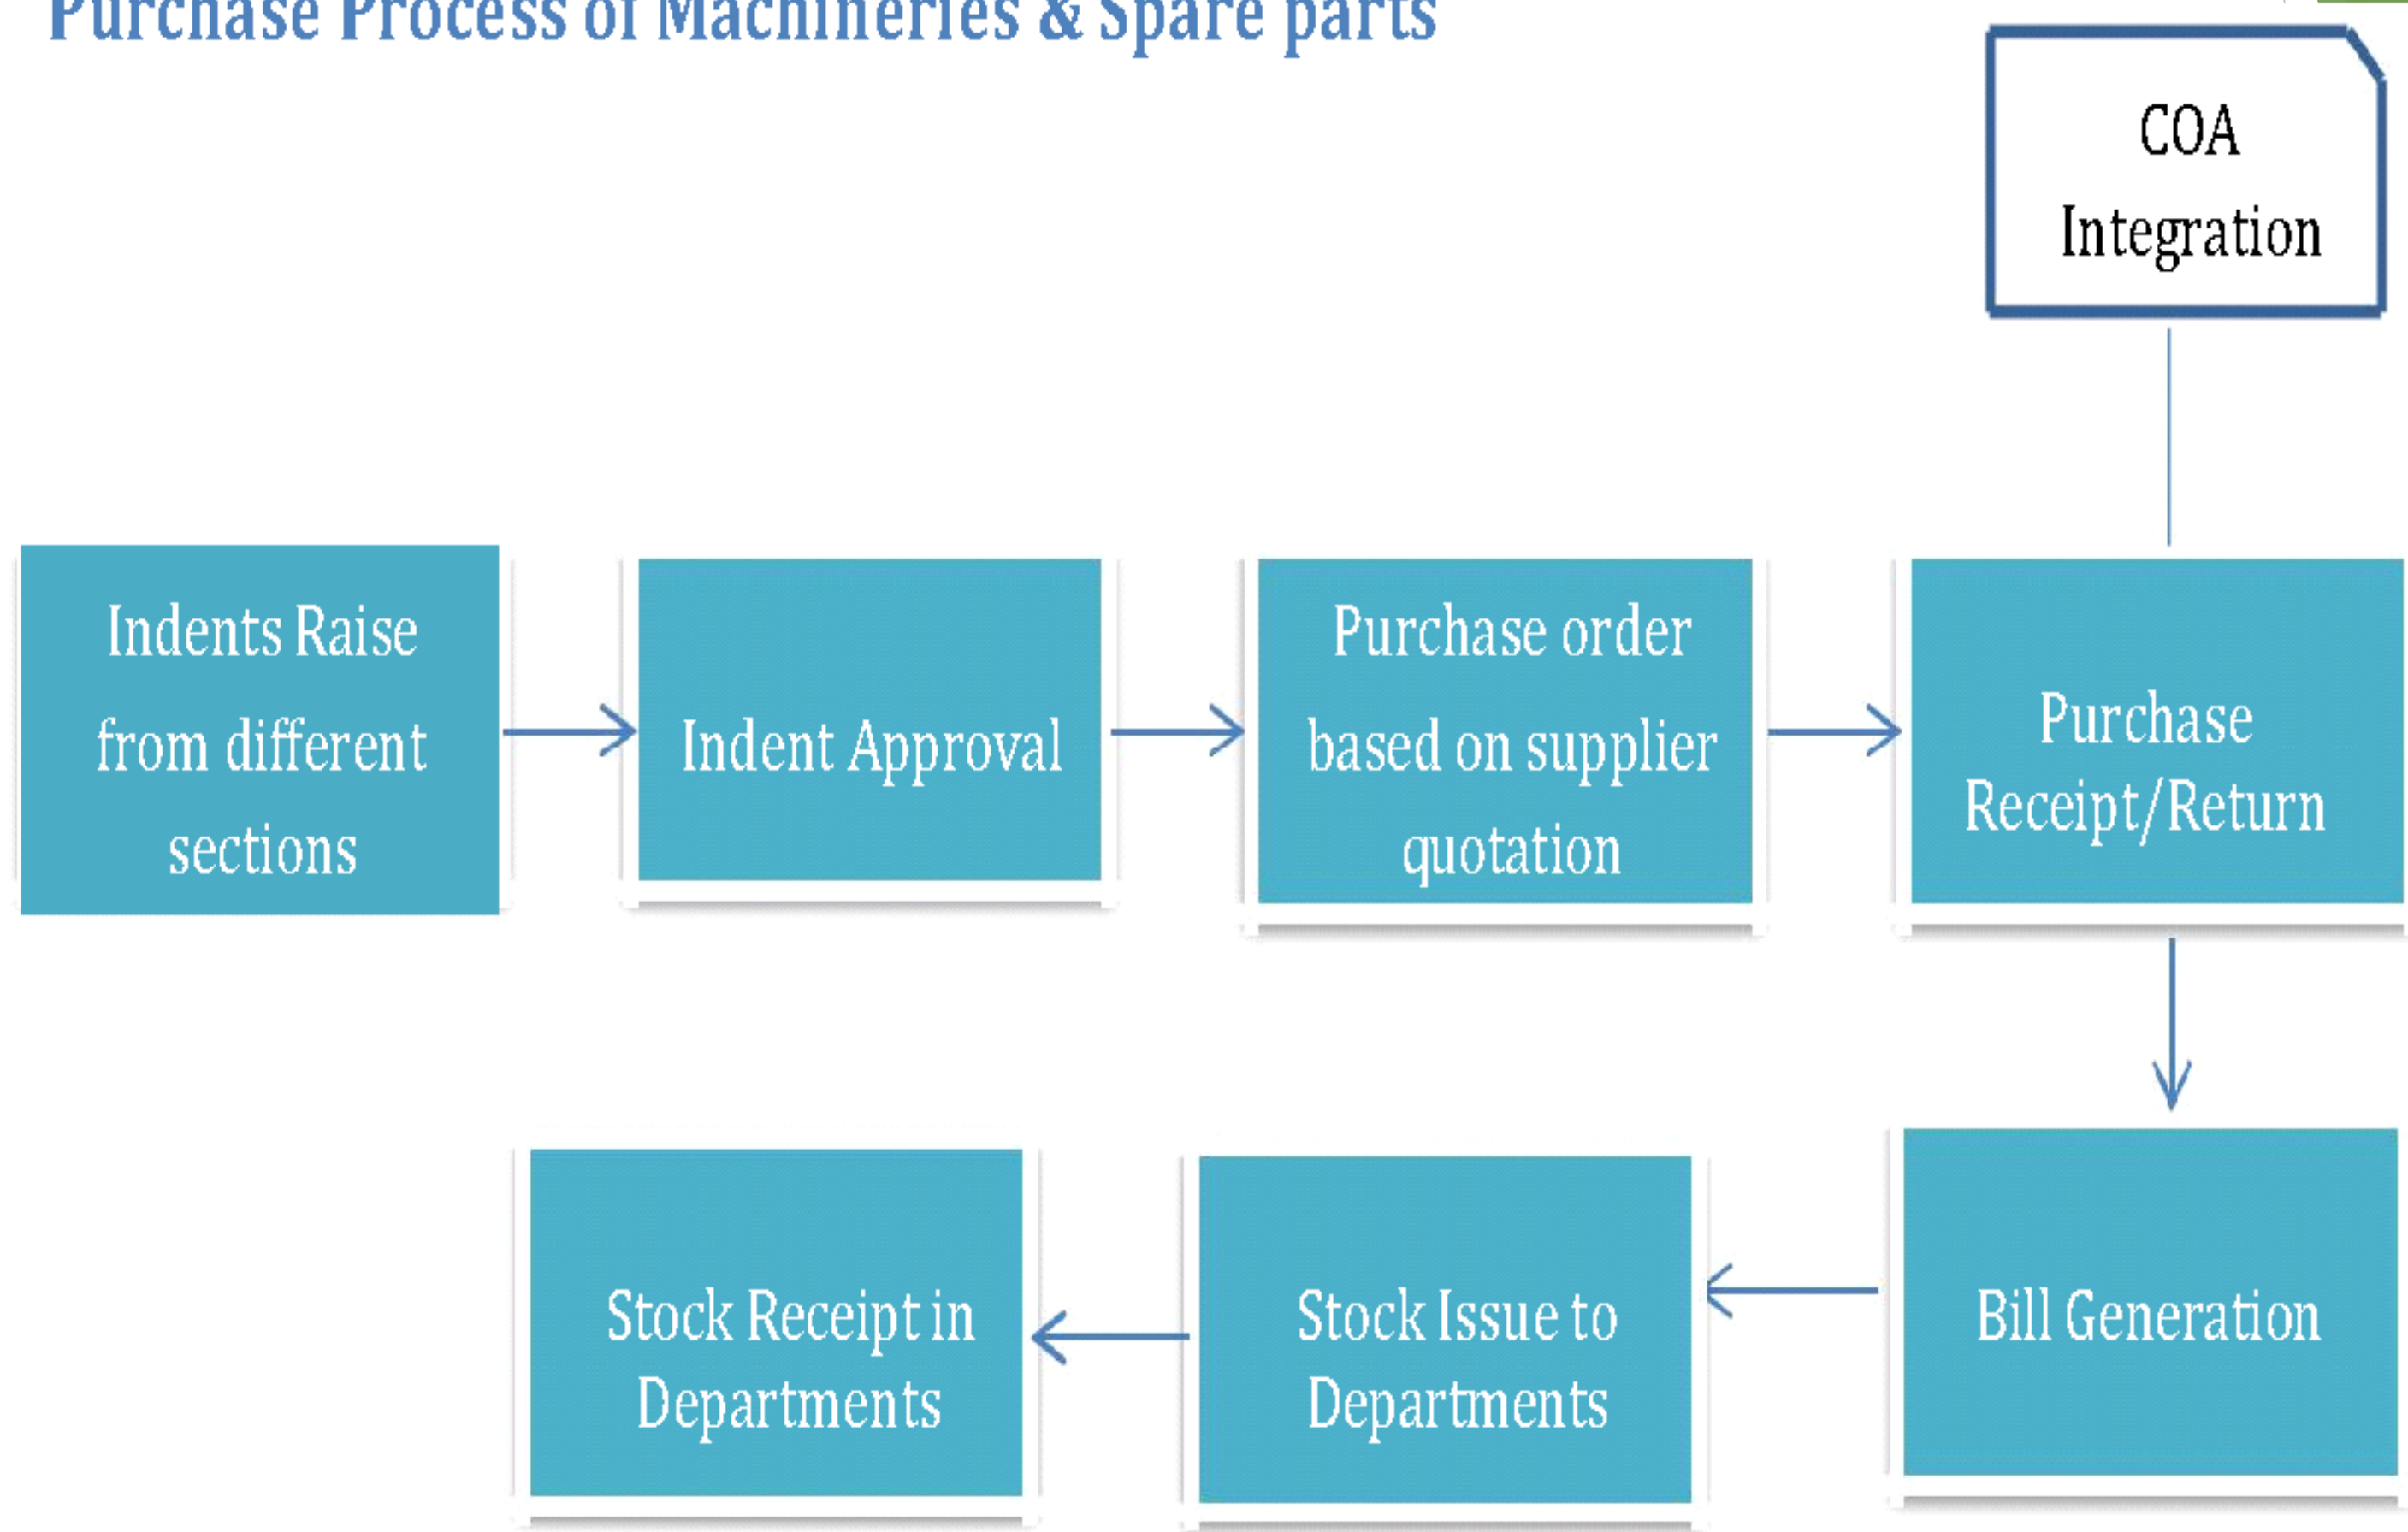 Purchase Process of Machineries & Spare parts
COA
Integration
Indents Raise
from different
sections
Indent Approval
Purchase order
based on supplier
quotation
Purchase
Receipt/Return
Bill Generation
Stock Issue to
Departments
Stock Receipt in
Departments